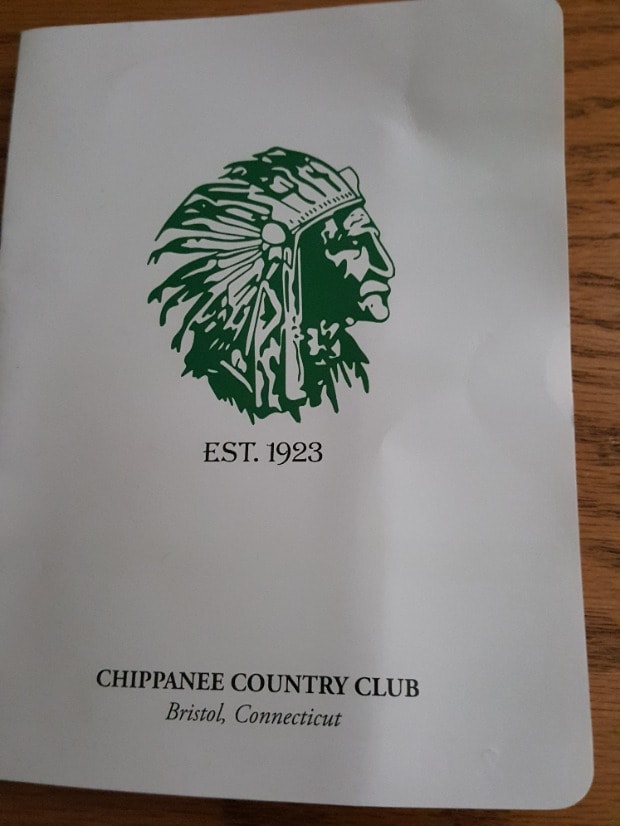 EST. 1923
CHIPPANEE COUNTRY CLUB
Bristol, Connecticut